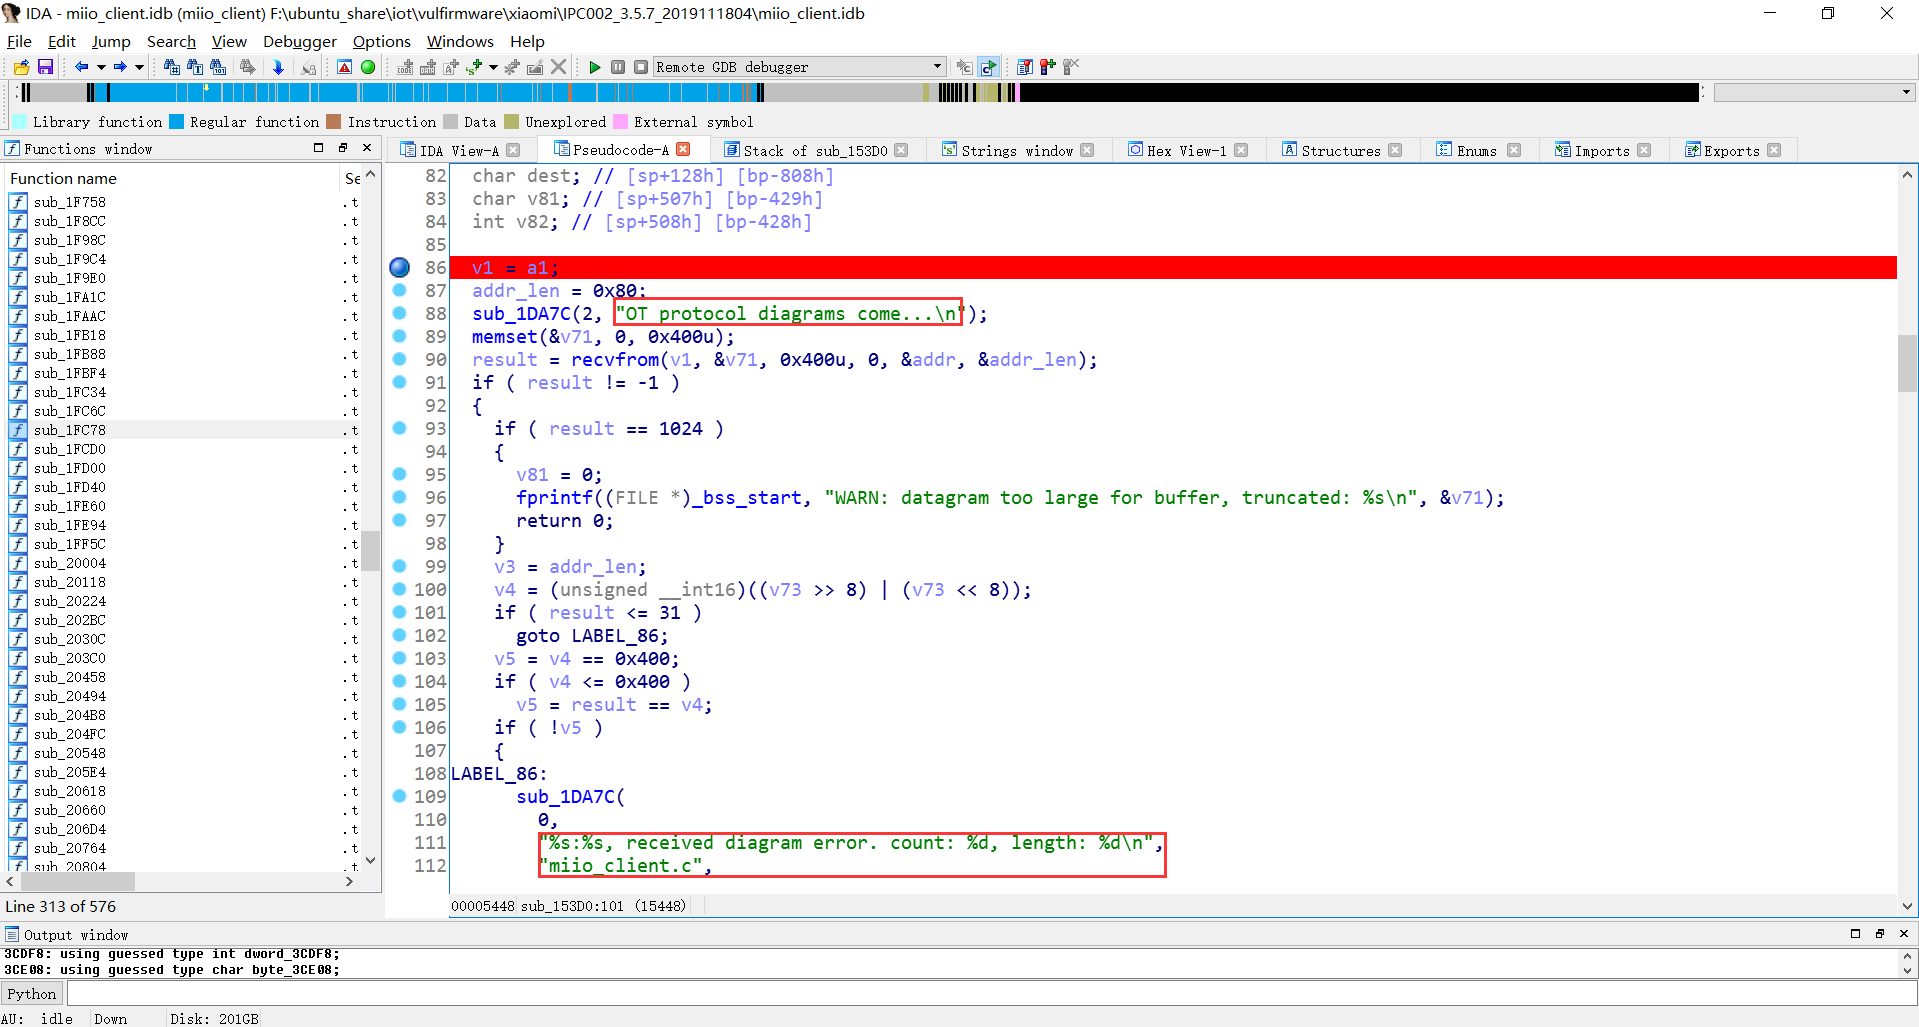 IDA - miio_client.idb (miio_client) F:\ubuntu_share\iot\vulfirmware\xiaomi\IPC002_3.5.7_2019111804\miio_client.idb
File Edit Jump Search View Debugger Options Windows Help
Remote GDB debugger
Library function Regular function Instruction Data Unexplored External symbol
Functions window
IDA View-A Pseudocode-A Stack of sub_153D0 Strings window Hex View-1 Structures Enums Imports Exports
Function name Se
sub_1F758 .t
sub_1F8CC .t
sub_1F98C .t
sub_1F9C4 .t
sub_1F9E0 .t
sub_1FA1C .t
sub_1FAAC .t
sub_1FB18 .t
sub_1FB88 .t
sub_1FBF4 .t
sub_1FC34 .t
sub_1FC6C .t
sub_1FC78 .t
sub_1FCD0 .t
sub_1FD00 .t
sub_1FD40 .t
sub_1FE60 .t
sub_1FE94 .t
sub_1FF5C .t
sub_20004 .t
sub_20118 .t
sub_20224 .t
sub_202BC .t
sub_2030C .t
sub_203C0 .t
sub_20458 .t
sub_20494 .t
sub_204B8 .t
sub_204FC .t
sub_20548 .t
sub_205E4 .t
sub_20618 .t
sub_20660 .t
sub_206D4 .t
sub_20764 .t
sub_20804 .t
Line 313 of 576
82 char dest; // [sp+128h] [bp-808h]
83 char v81; // [sp+507h] [bp-429h]
84 int v82; // [sp+508h] [bp-428h]
85
86 v1 = a1;
87 addr_len = 0x80;
88 sub_1DA7C(2, "OT protocol diagrams come...\n");
89 memset(&v71, 0, 0x400u);
90 result = recvfrom(v1, &v71, 0x400u, 0, &addr, &addr_len);
91 if ( result != -1 )
92 {
93 if ( result == 1024 )
94 {
95 v81 = 0;
96 fprintf((FILE *)_bss_start, "WARN: datagram too large for buffer, truncated: %s\n", &v71);
97 return 0;
98 }
99 v3 = addr_len;
100 v4 = (unsigned __int16)((v73 >> 8) | (v73 << 8));
101 if ( result <= 31 )
102 goto LABEL_86;
103 v5 = v4 == 0x400;
104 if ( v4 <= 0x400 )
105 v5 = result == v4;
106 if ( !v5 )
107 {
108 LABEL_86:
109 sub_1DA7C(
110 0,
111 "%s:%s, received diagram error. count: %d, length: %d\n",
112 "miio_client.c",
00005448 sub_153D0:101 (15448)
Output window
3CDF8: using guessed type int dword_3CDF8;
3CE08: using guessed type char byte_3CE08;
Python
AU: idle Down Disk: 201GB